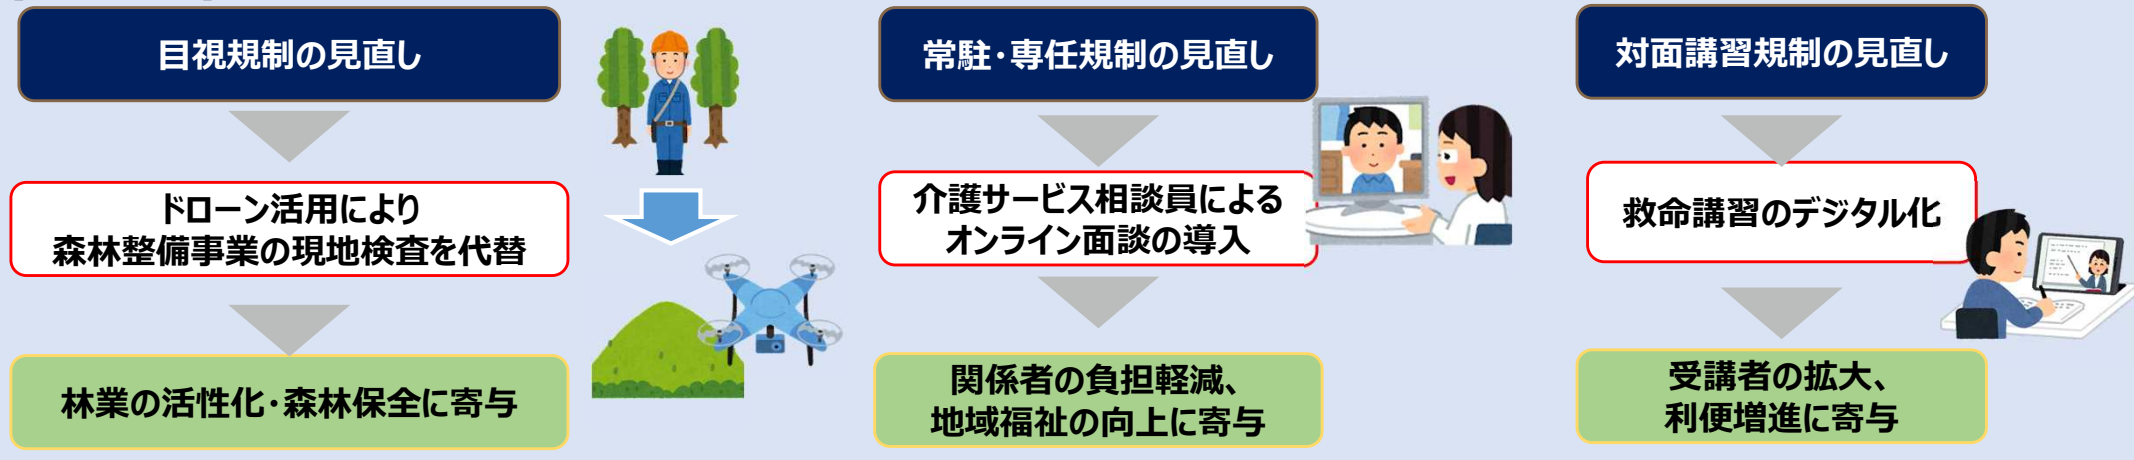 目視規制の見直し
ドローン活用により
森林整備事業の現地検査を代替
林業の活性化・森林保全に寄与
常駐・専任規制の見直し
介護サービス相談員による
オンライン面談の導入
関係者の負担軽減、
地域福祉の向上に寄与
対面講習規制の見直し
救命講習のデジタル化
受講者の拡大、
利便増進に寄与